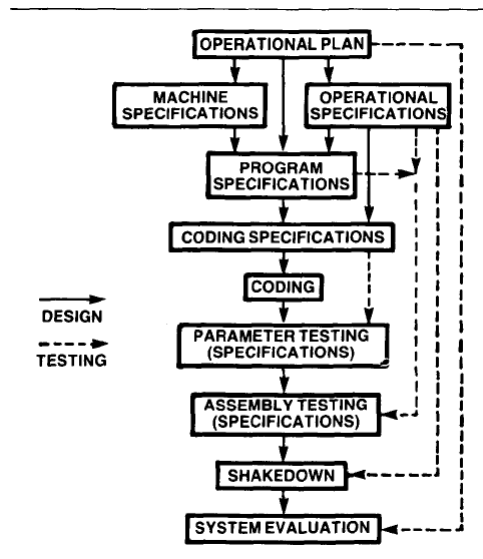 OPERATIONAL PLAN
MACHINE
SPECIFICATIONS
OPERATIONAL
SPECIFICATIONS
PROGRAM
SPECIFICATIONS
CODING SPECIFICATIONS
CODING
DESIGN
TESTING
PARAMETER TESTING
(SPECIFICATIONS)
ASSEMBLY TESTING
(SPECIFICATIONS)
SHAKEDOWN
SYSTEM EVALUATION